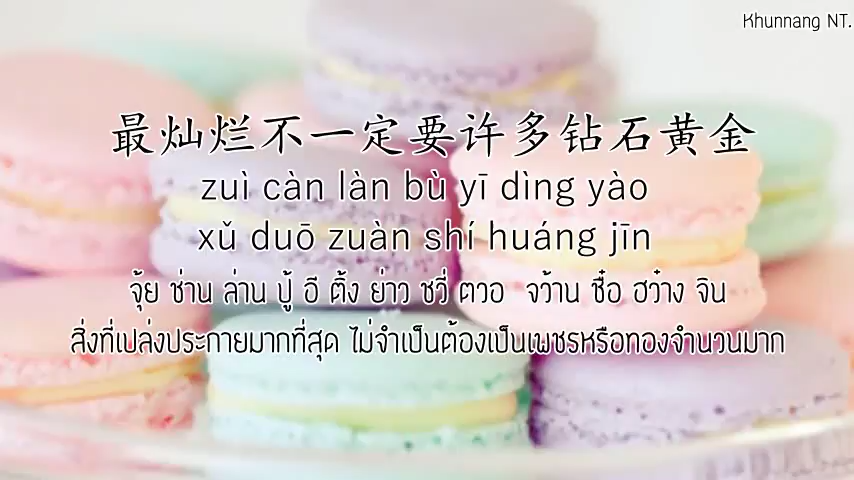 Khunnang NT.
最灿烂不一定要许多钻石黄金
zuì càn làn bù yī dìng yào
xǔ duō zuàn shí huáng jīn
จุ้ย ช่าน ล่าน ปู้ อี ติ้ง ย่าว ชวี่ ตวอ จว้าน ชื๋อ ฮว๋าง จิน
สิ่งที่เปล่งประกายมากที่สุด ไม่จำเป็นต้องเป็นเพชรหรือทองจำนวนมาก